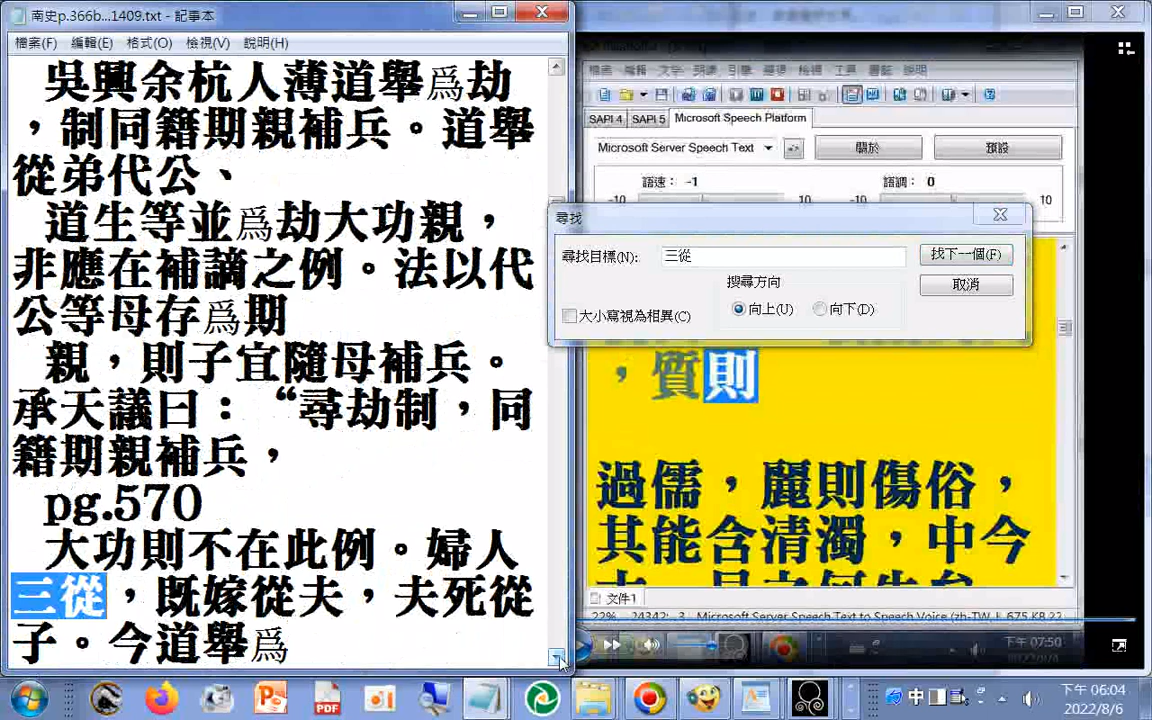 南史p.366b...1409.txt - 記事本
檔案(F) 編輯(E) 格式(O) 檢視(V) 說明(H)
吳興余杭人薄道舉爲劫
，制同籍期親補兵。道舉
從弟代公、
道生等並爲劫大功親，
非應在補謫之例。法以代
公等母存爲期
親，則子宜隨母補兵。
承天議曰：“尋劫制，同
籍期親補兵，
pg.570
大功則不在此例。婦人
三從，既嫁從夫，夫死從
子。今道舉爲
SAPI 4 SAPI 5 Microsoft Speech Platform
Microsoft Server Speech Text 關於 預設
語速： -1 語調： 0
-10 10 -10 10
尋找
尋找目標(N): 三從 找下一個(F)
搜尋方向 取消
大小寫視為相異(C) 向上(U) 向下(D)
，質則
過儒，麗則傷俗，
其能含清濁，中今
文件1
下午 07:50
中
下午 06:04
2022/8/6